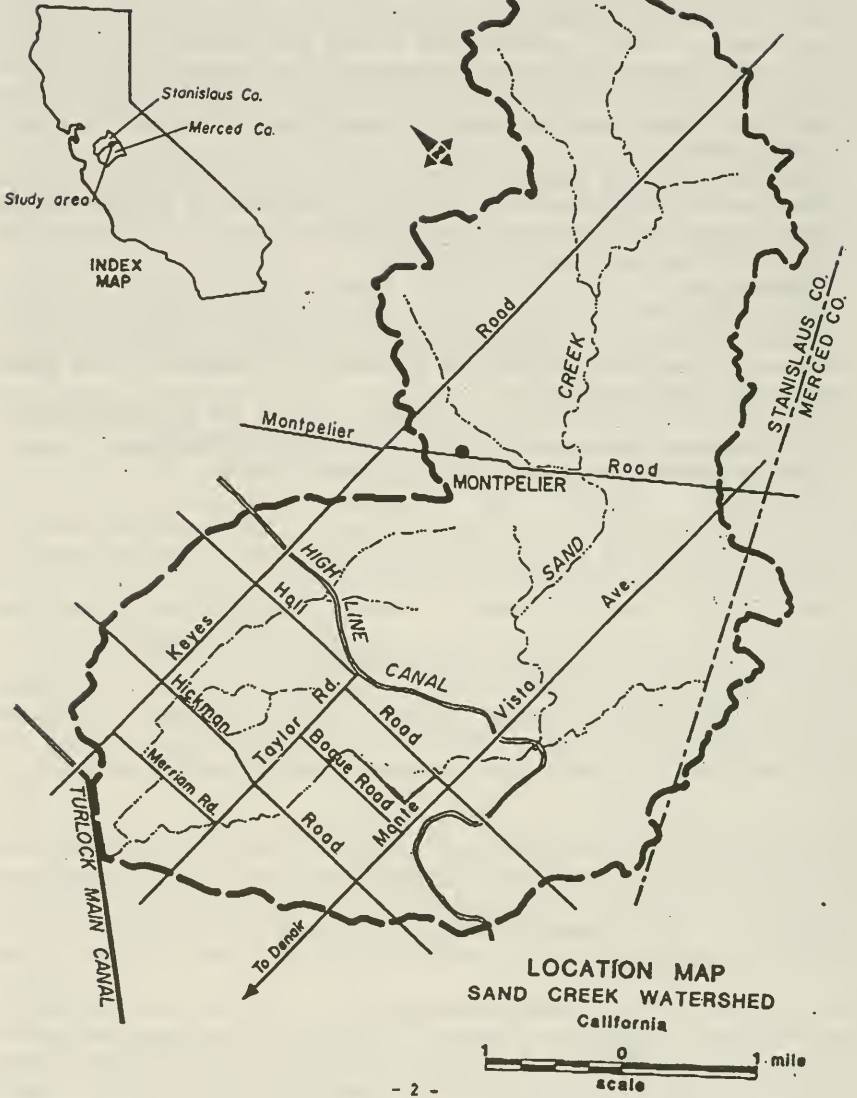 Stanislaus Co.
Merced Co.
Study area
INDEX
MAP
Road
CREEK
STANISLAUS CO.
MERCED CO.
Montpelier
Road
MONTPELIER
SAND
HIGH
LINE
CANAL
Hall
Road
Keyes
Ave.
Vista
Monte
Hickman
Road
Taylor
Rd.
Bogue Road
Merriam Rd.
TURLOCK MAIN CANAL
To Denair
LOCATION MAP
SAND CREEK WATERSHED
California
1 0 1 mile
scale
- 2 -